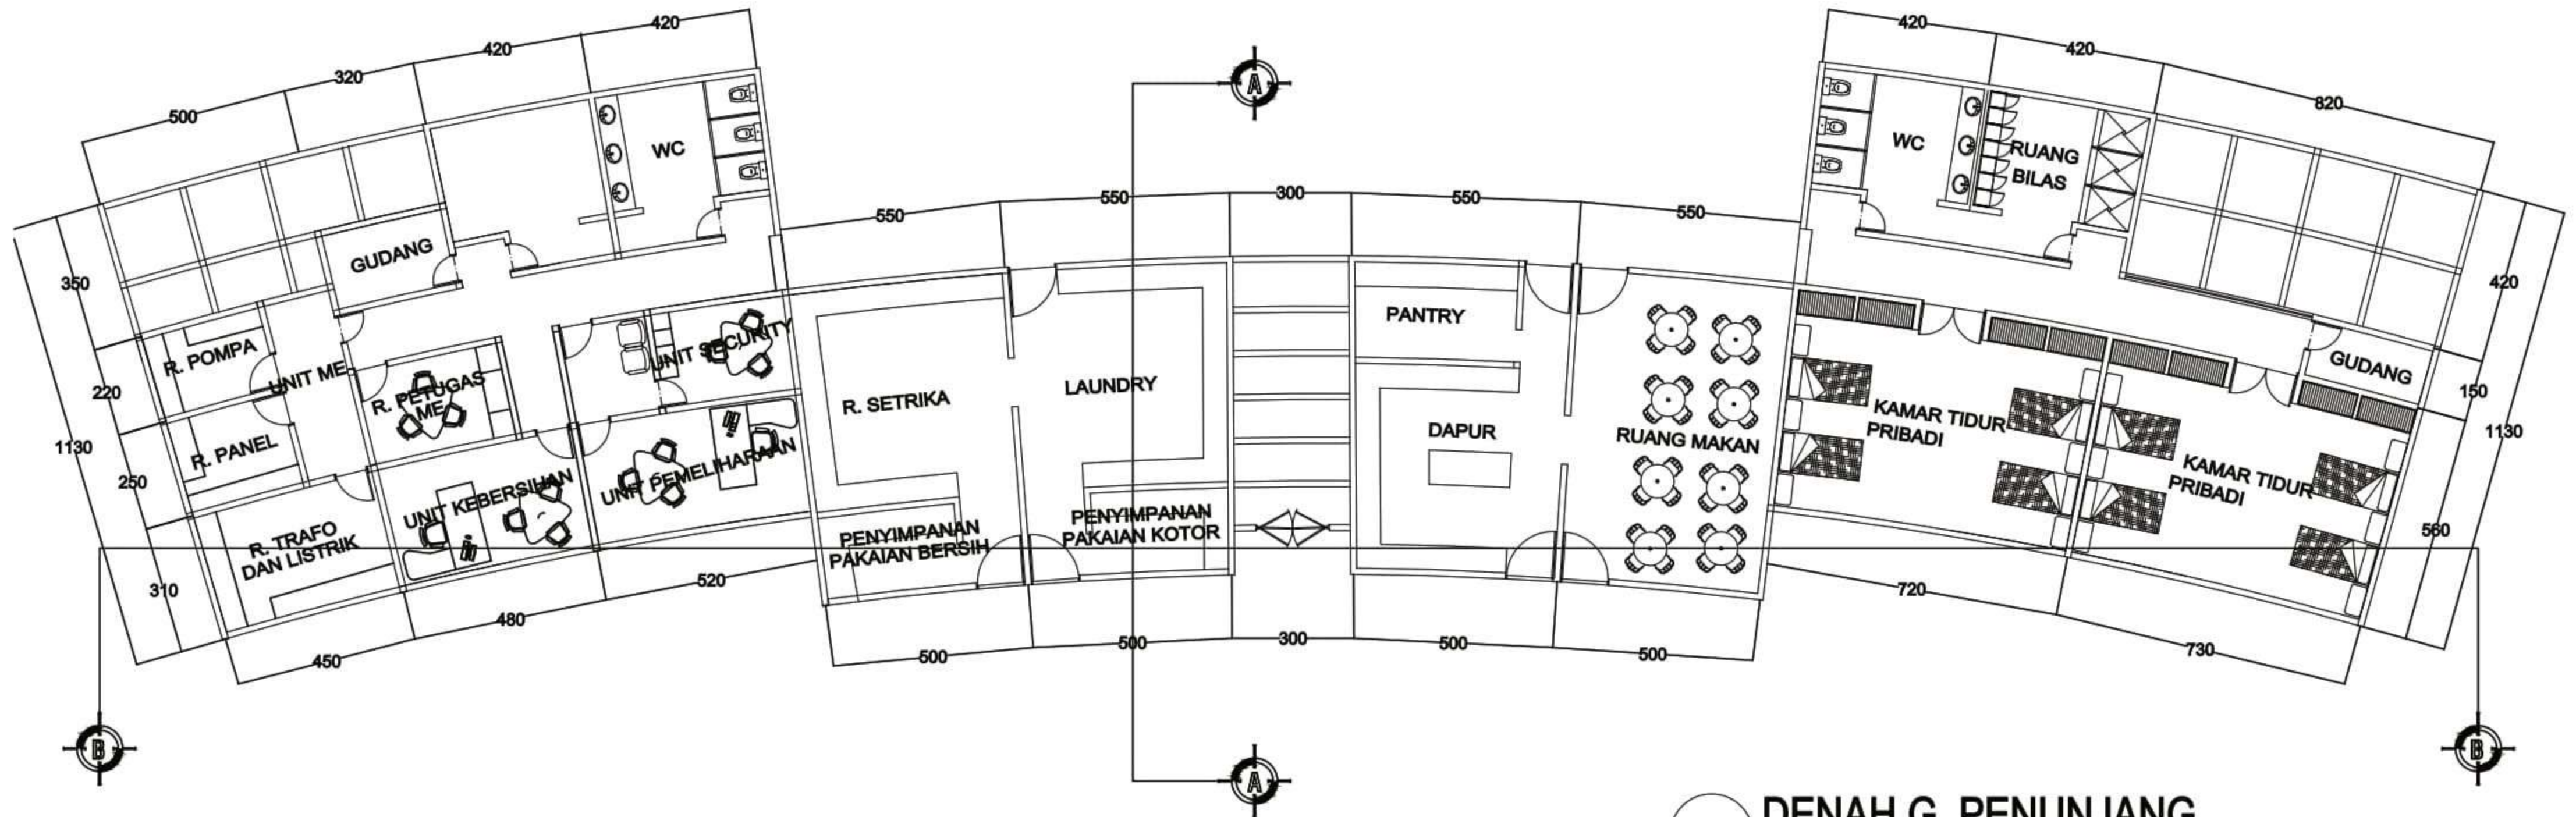 420
420
320
500
420
420
820
A
550
550
300
550
550
WC
WC
RUANG
BILAS
GUDANG
350
220
250
310
1130
R. POMPA
UNIT ME
R. PETUGAS
ME
R. PANEL
R. TRAFO
DAN LISTRIK
UNIT KEBERSIHAN
UNIT SECURITY
UNIT PEMELIHARAAN
R. SETRIKA
LAUNDRY
PENYIMPANAN
PAKAIAN BERSIH
PENYIMPANAN
PAKAIAN KOTOR
PANTRY
DAPUR
RUANG MAKAN
KAMAR TIDUR
PRIBADI
KAMAR TIDUR
PRIBADI
GUDANG
420
150
560
1130
450
480
520
500
500
300
500
500
720
730
B
A
B
DENAH G. PENUNJANG